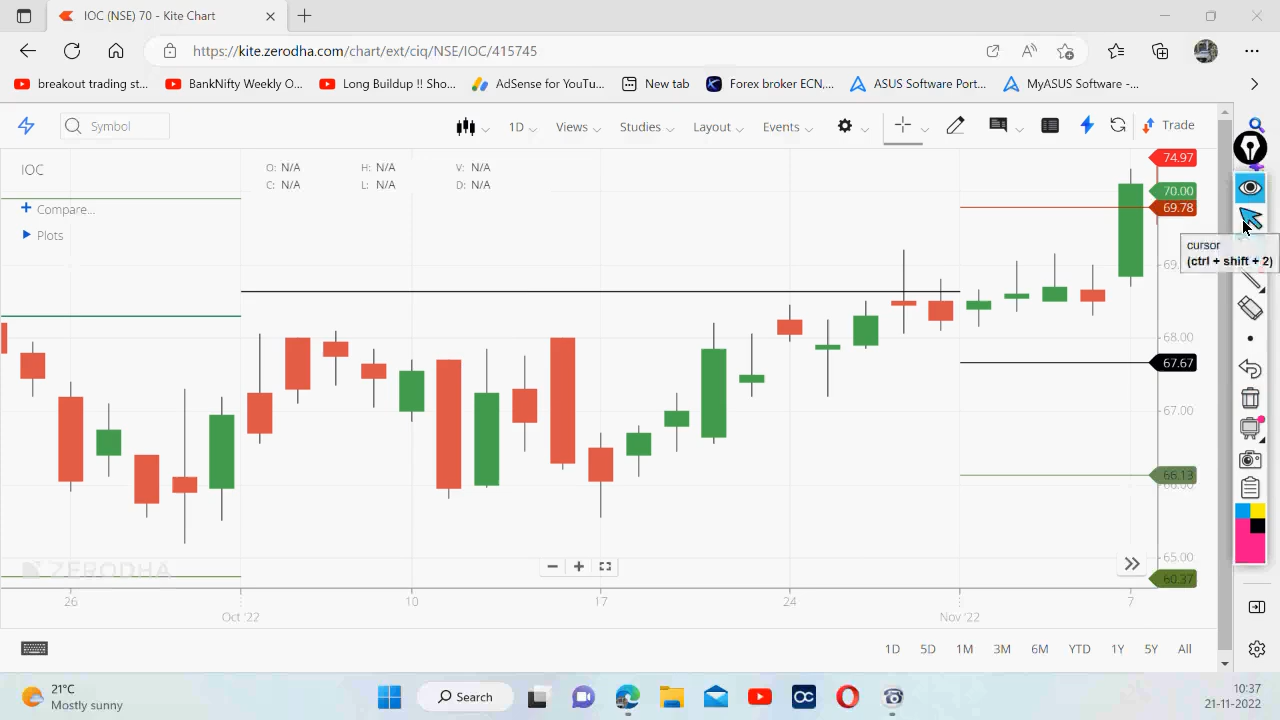 IOC (NSE) 70 - Kite Chart
https://kite.zerodha.com/chart/ext/ciq/NSE/IOC/415745
breakout trading st...
BankNifty Weekly O...
Long Buildup !! Sho...
AdSense for YouTu...
New tab
Forex broker ECN,...
ASUS Software Port...
MyASUS Software -...
Symbol
1D
Views
Studies
Layout
Events
Trade
IOC
O: N/A
H: N/A
V: N/A
C: N/A
L: N/A
D: N/A
Compare...
Plots
74.97
70.00
69.78
cursor
(ctrl + shift + 2)
69.
68.00
67.67
67.00
66.13
66.00
65.00
60.37
ZERODHA
26
10
17
24
7
Oct '22
Nov '22
1D
5D
1M
3M
6M
YTD
1Y
5Y
All
21°C
Mostly sunny
Search
OC
10:37
21-11-2022